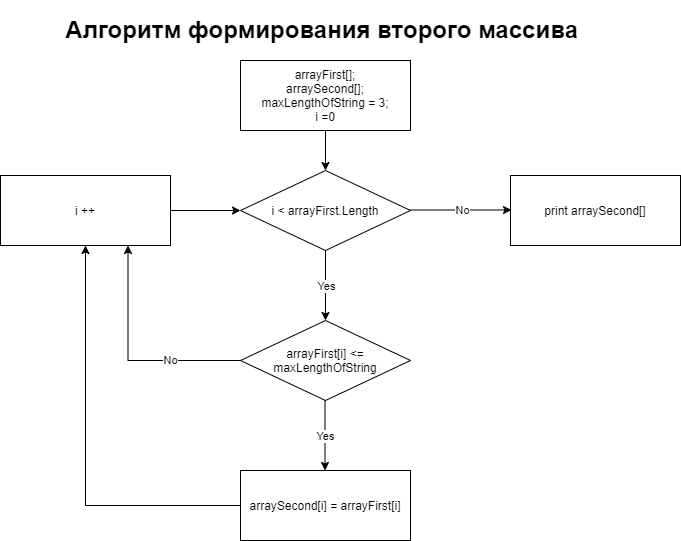 Алгоритм формирования второго массива
arrayFirst[];
arraySecond[];
maxLengthOfString = 3;
i =0
i ++
i < arrayFirst.Length
No
print arraySecond[]
Yes
arrayFirst[i] <=
maxLengthOfString
No
Yes
arraySecond[i] = arrayFirst[i]